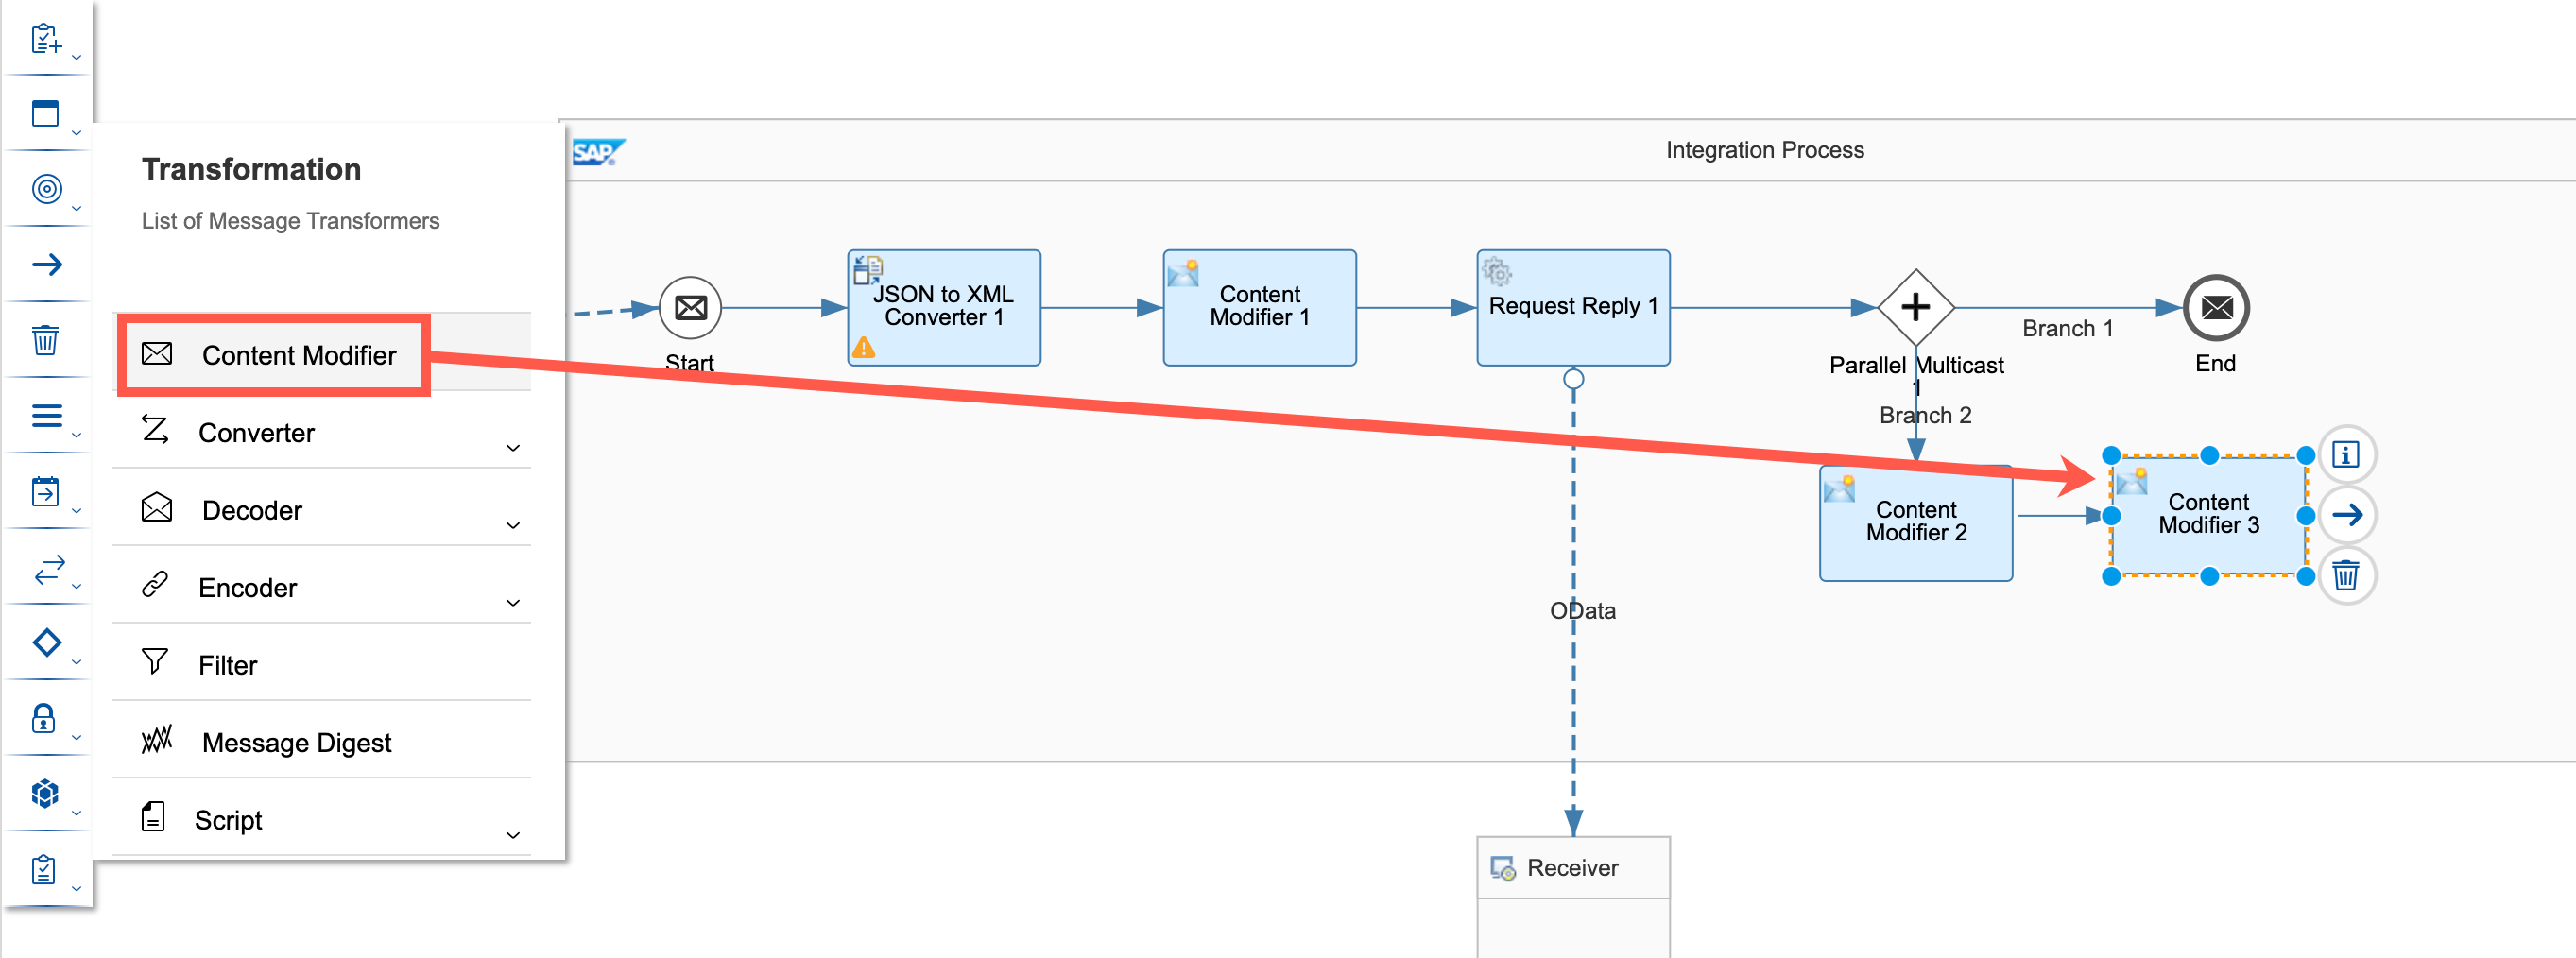 Transformation
List of Message Transformers
Content Modifier
Converter
Decoder
Encoder
Filter
Message Digest
Script
SAP
Integration Process
Start
JSON to XML
Converter 1
Content
Modifier 1
Request Reply 1
Parallel Multicast
1
Branch 1
End
Branch 2
Content
Modifier 2
Content
Modifier 3
OData
Receiver